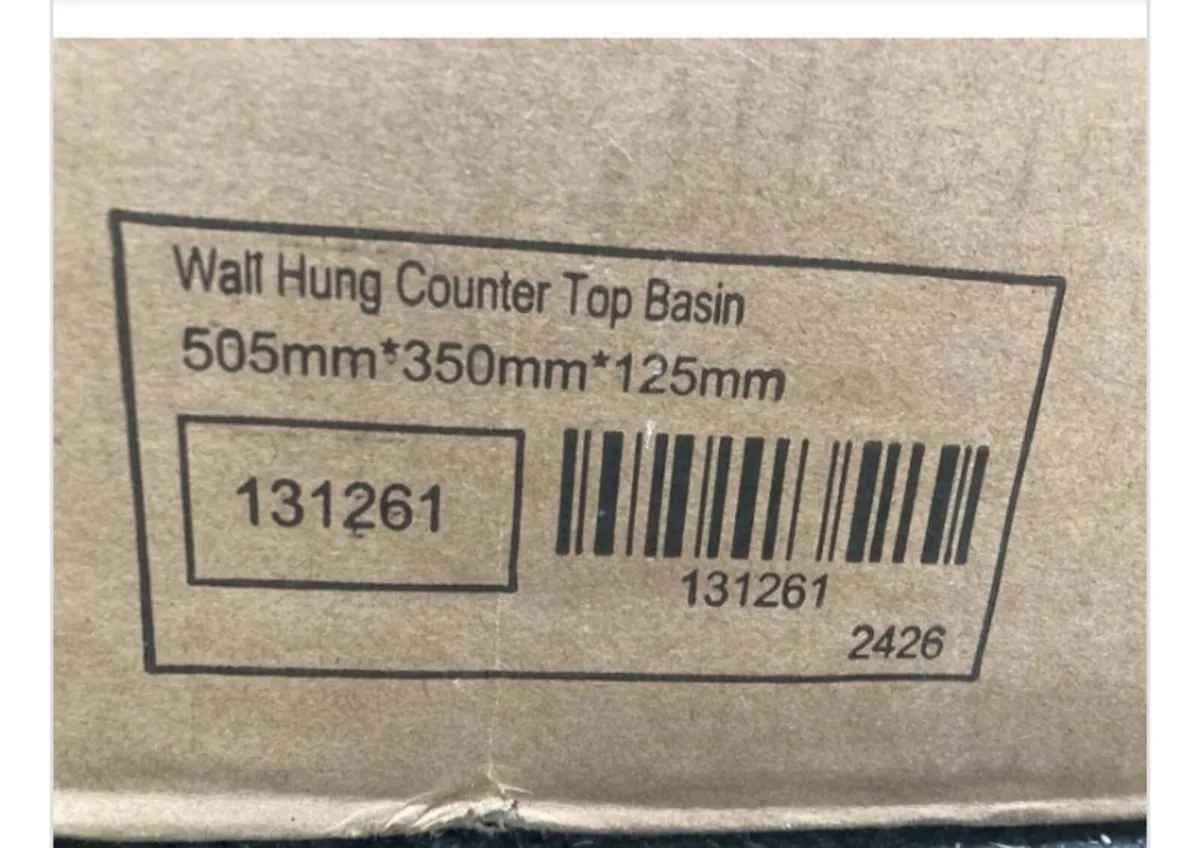 Wall Hung Counter Top Basin
505mm*350mm*125mm
131261
131261
2426